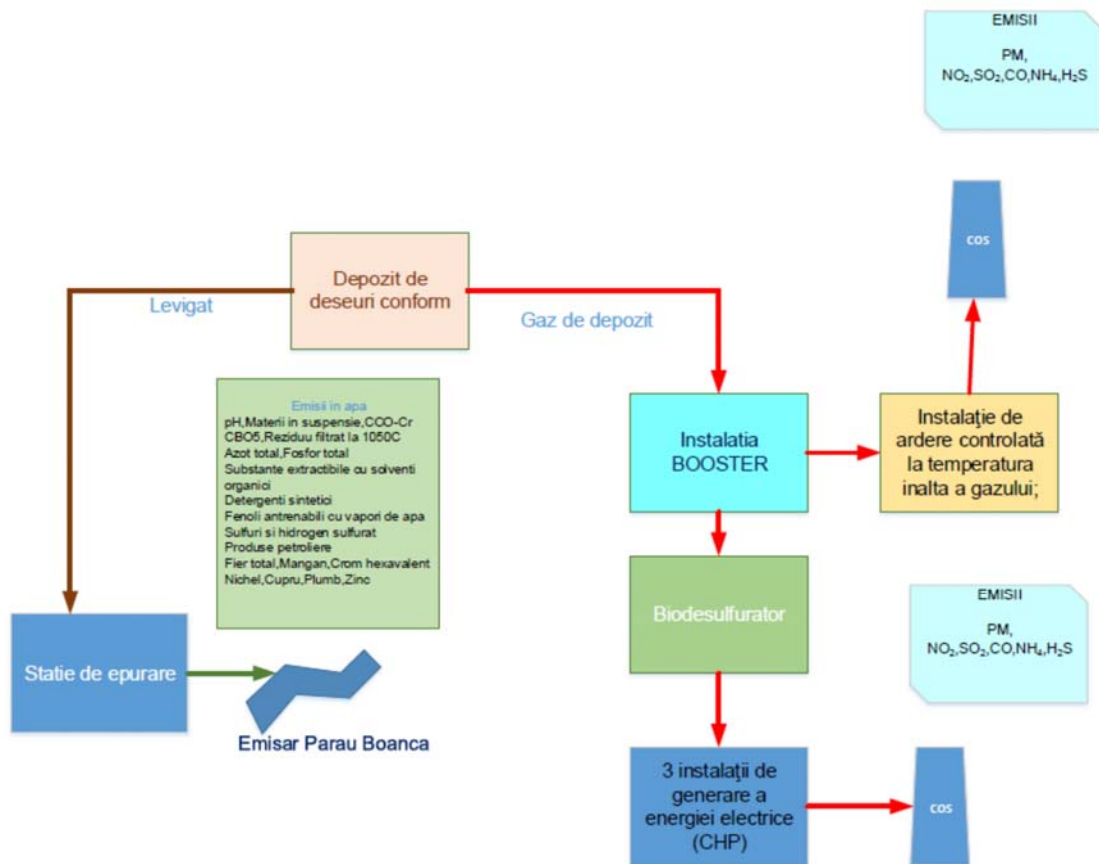 EMISII
PM,
NO₂,SO₂,CO,NH₄,H₂S
cos
Depozit de
deseuri conform
Levigat
Gaz de depozit
Emisii in apa
pH,Materii in suspensie,CCO-Cr
CBO5,Reziduu filtrat la 1050C
Azot total,Fosfor total
Substante extractibile cu solventi
organici
Detergenti sintetici
Fenoli antrenabili cu vapori de apa
Sulfuri si hidrogen sulfurat
Produse petroliere
Fier total,Mangan,Crom hexavalent
Nichel,Cupru,Plumb,Zinc
Instalatia
BOOSTER
Instalaţie de
ardere controlată
la temperatura
inalta a gazului;
Biodesulfurator
EMISII
PM,
NO₂,SO₂,CO,NH₄,H₂S
Statie de epurare
Emisar Parau Boanca
3 instalaţii de
generare a
energiei electrice
(CHP)
cos